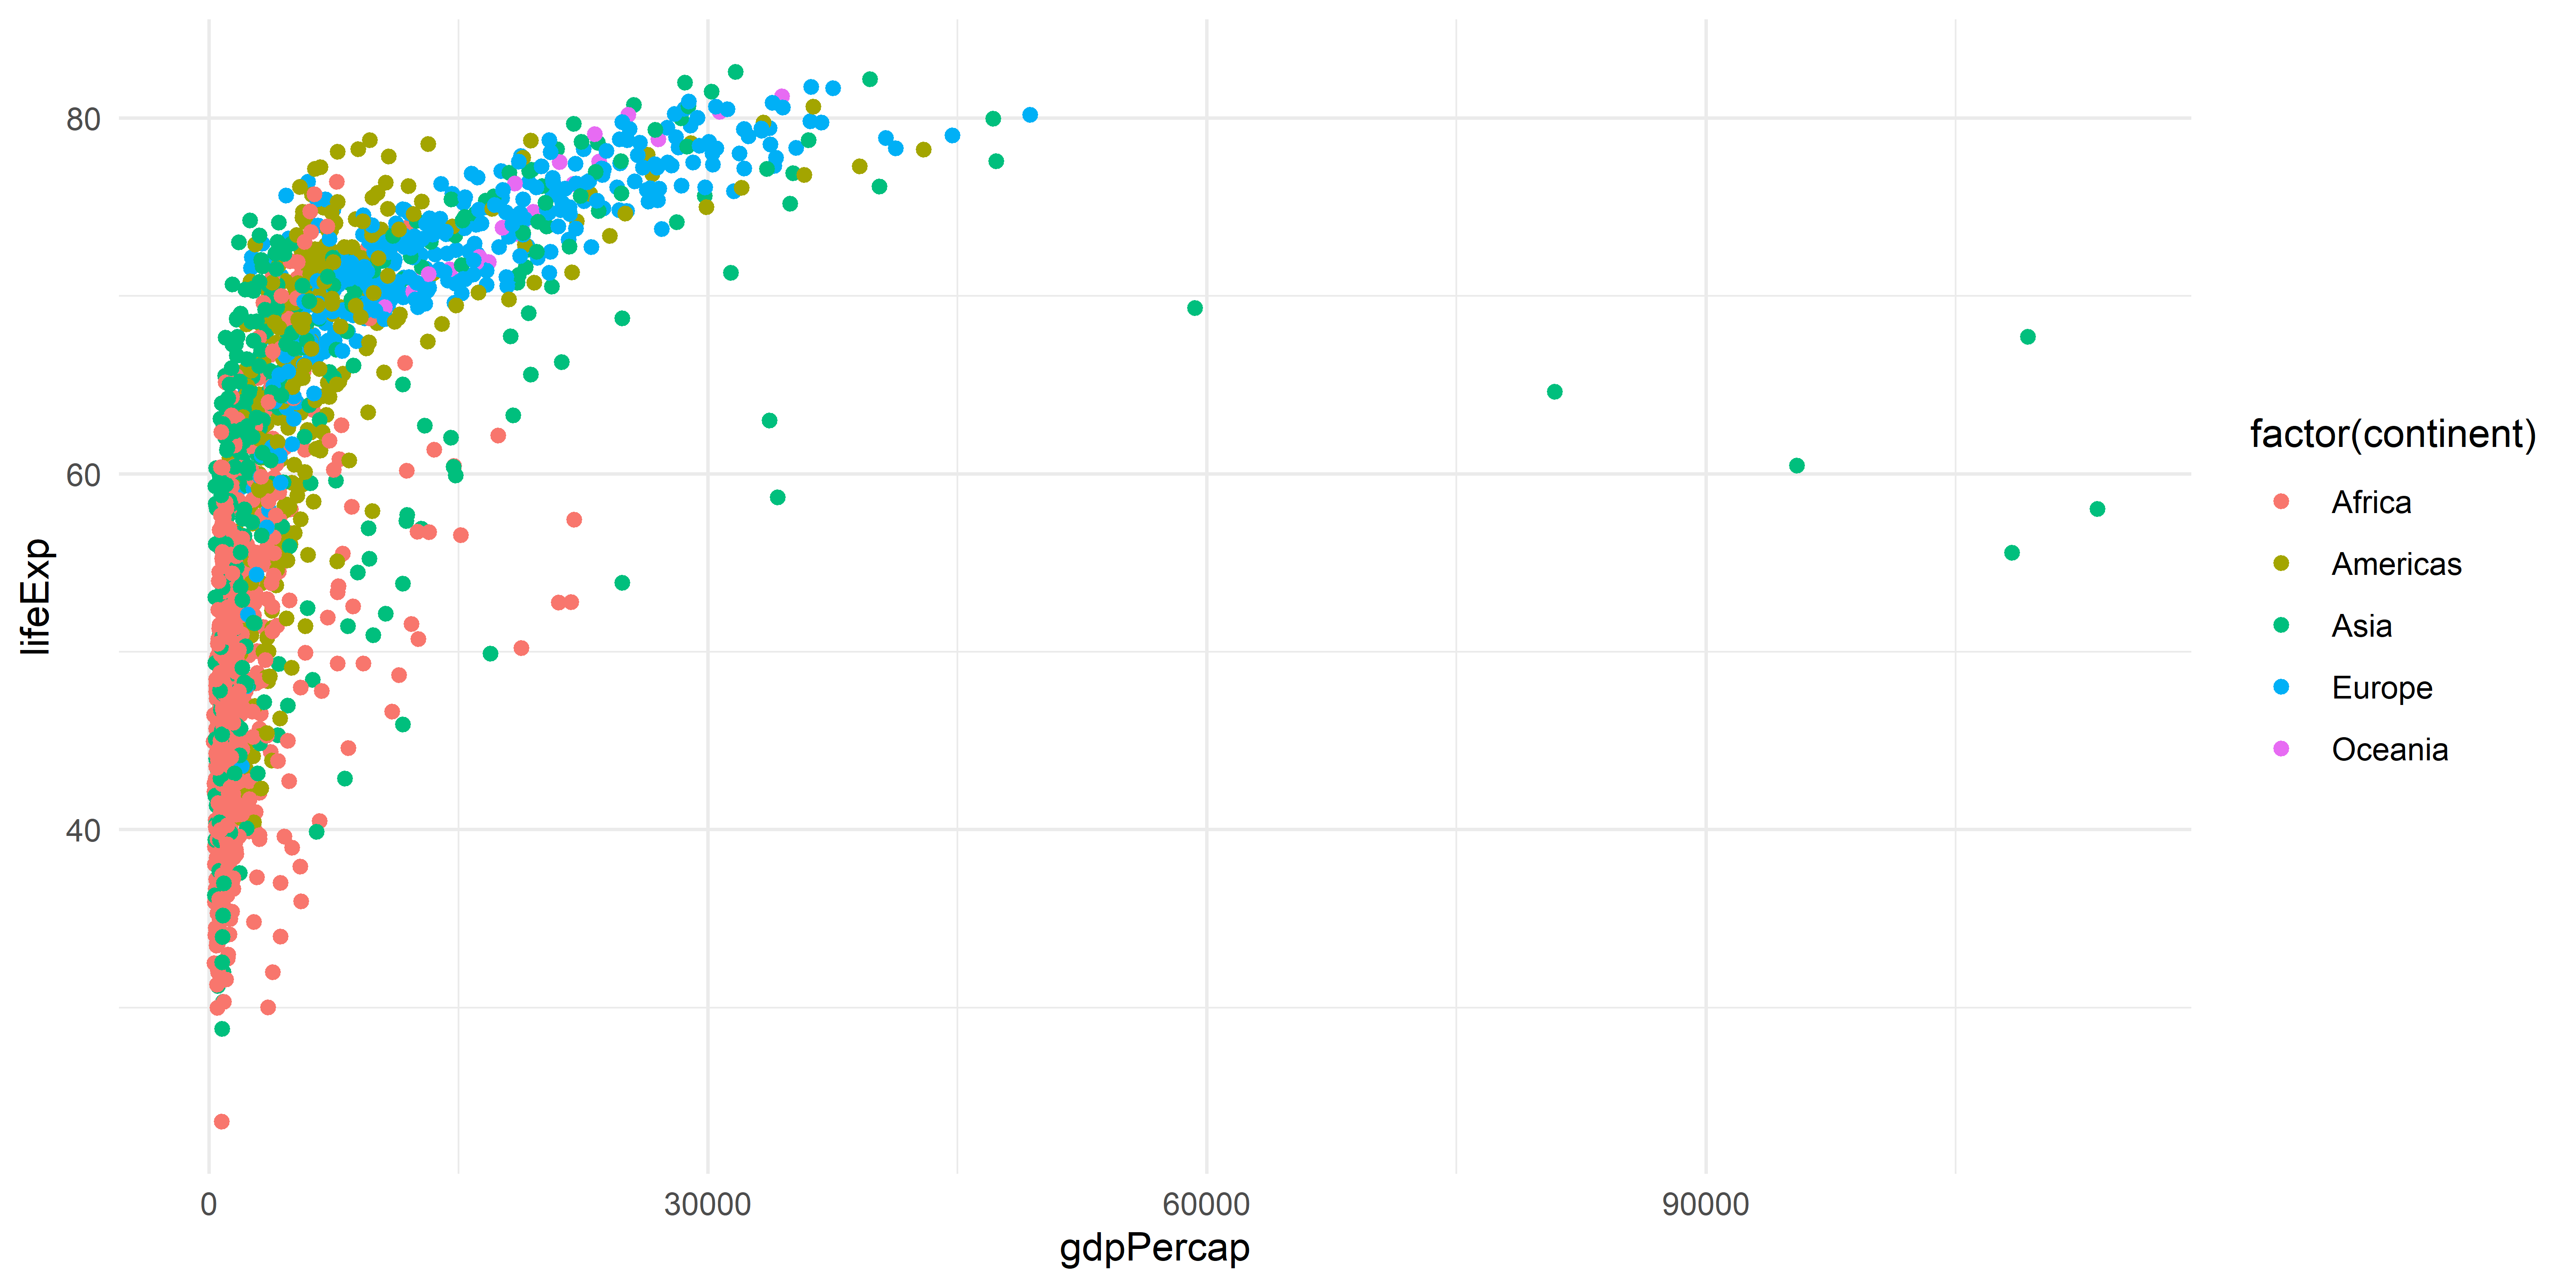 80
60
40
lifeExp
0 30000 60000 90000
gdpPercap
factor(continent)
Africa
Americas
Asia
Europe
Oceania